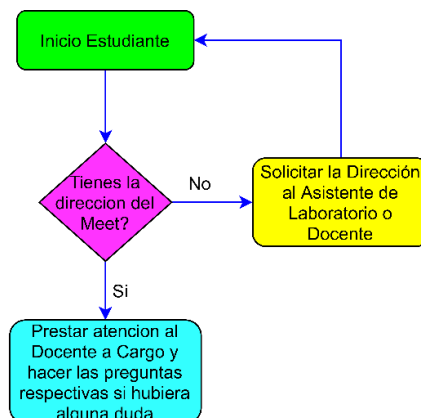 Inicio Estudiante
Tienes la
direccion del
Meet?
No
Solicitar la Dirección
al Asistente de
Laboratorio o
Docente
Si
Prestar atencion al
Docente a Cargo y
hacer las preguntas
respectivas si hubiera
alguna duda